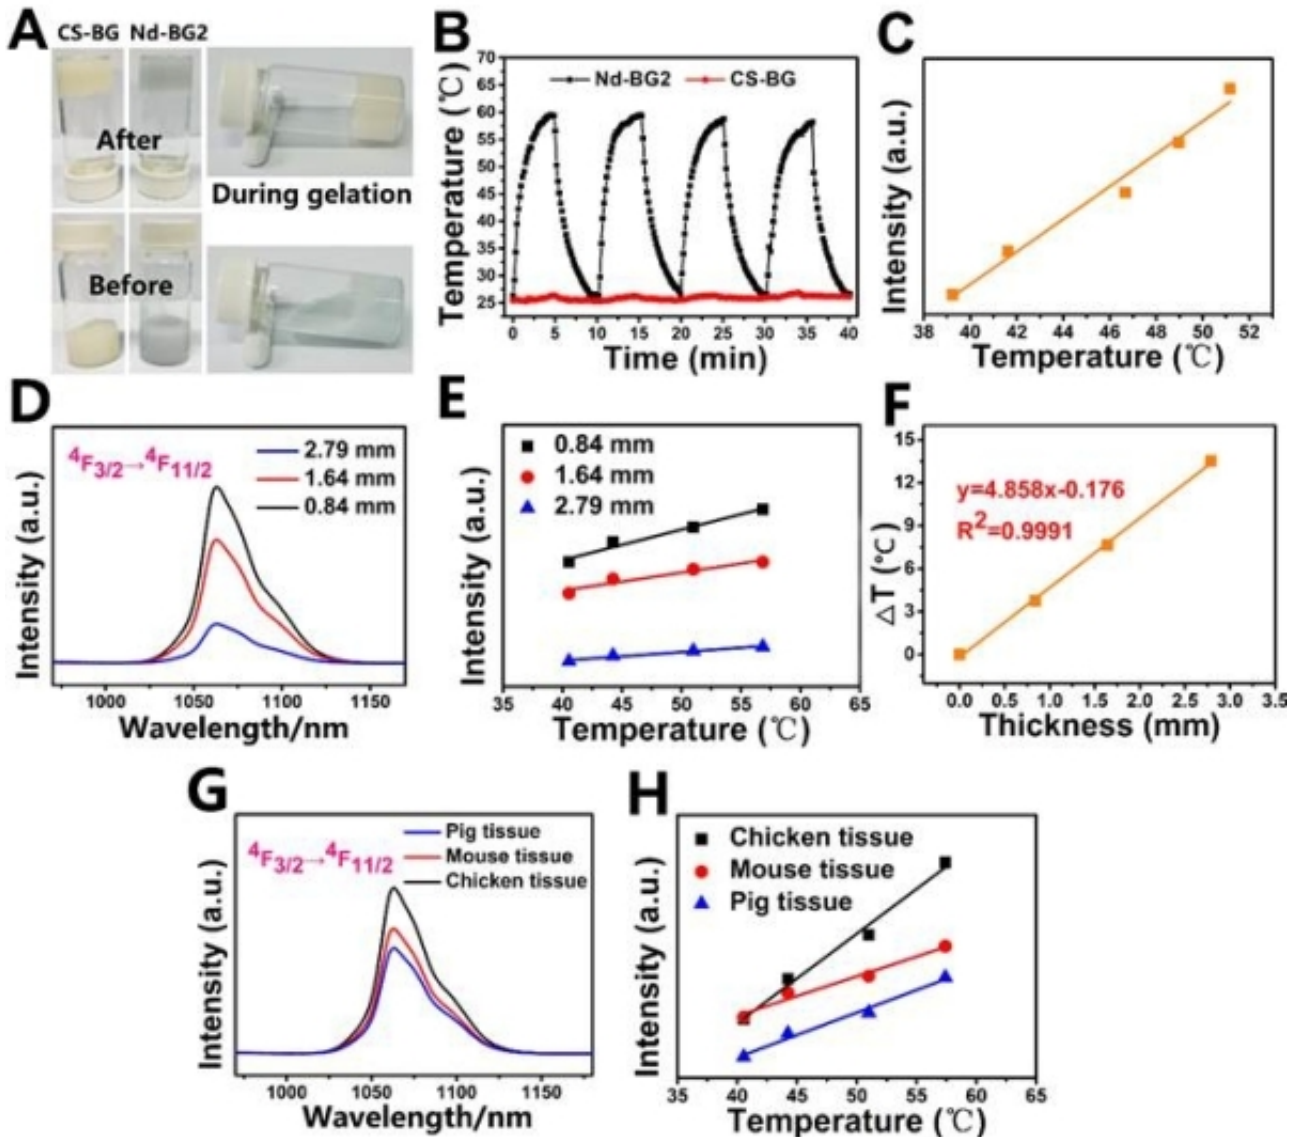 A
CS-BG Nd-BG2
After
During gelation
Before
B
Temperature (℃)
70
65
60
55
50
45
40
35
30
25
Nd-BG2 CS-BG
0 5 10 15 20 25 30 35 40
Time (min)
C
Intensity (a.u.)
38 40 42 44 46 48 50 52
Temperature (℃)
D
Intensity (a.u.)
⁴F3/2→⁴F11/2
2.79 mm
1.64 mm
0.84 mm
1000 1050 1100 1150
Wavelength/nm
E
Intensity (a.u.)
0.84 mm
1.64 mm
2.79 mm
35 40 45 50 55 60 65
Temperature (℃)
F
△T (℃)
15
12
9
6
3
0
y=4.858x-0.176
R²=0.9991
0.0 0.5 1.0 1.5 2.0 2.5 3.0 3.5
Thickness (mm)
G
Intensity (a.u.)
⁴F3/2→⁴F11/2
Pig tissue
Mouse tissue
Chicken tissue
1000 1050 1100 1150
Wavelength/nm
H
Intensity (a.u.)
Chicken tissue
Mouse tissue
Pig tissue
35 40 45 50 55 60 65
Temperature (℃)